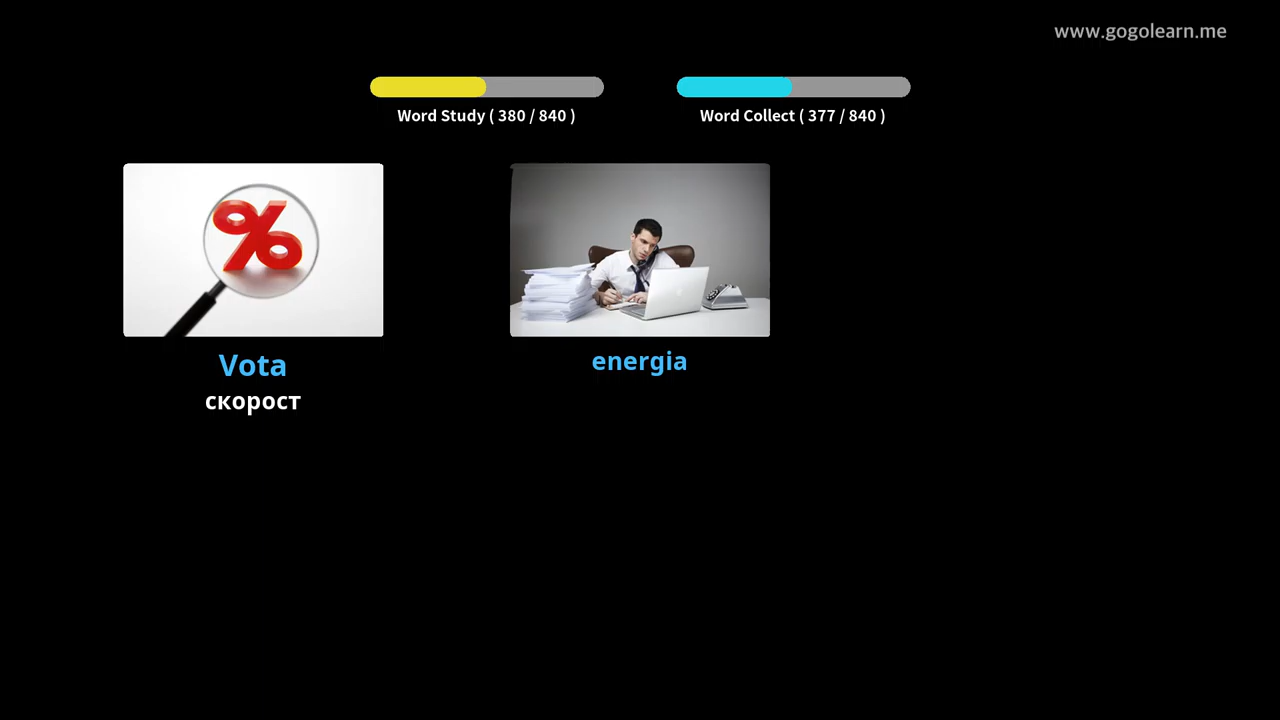 www.gogolearn.me
Word Study ( 380 / 840 )
Word Collect ( 377 / 840 )
%
Vota
скорост
energia